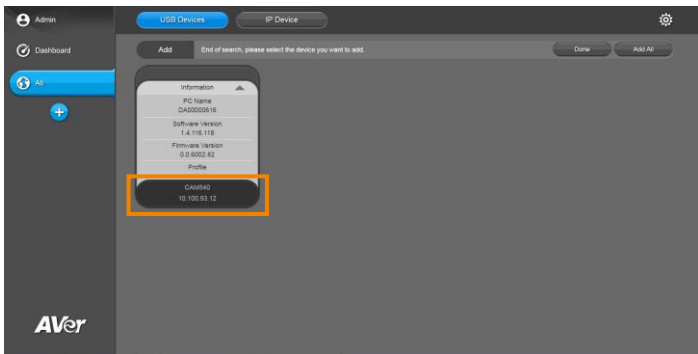 Admin
USB Devices
IP Device
Dashboard
Add
End of search, please select the device you want to add.
Done
Add All
All
Information
PC Name
OA00000616
Software Version
1.4.116.118
Firmware Version
0.0.6002.82
Profile
CAM540
10.100.93.12
AVer